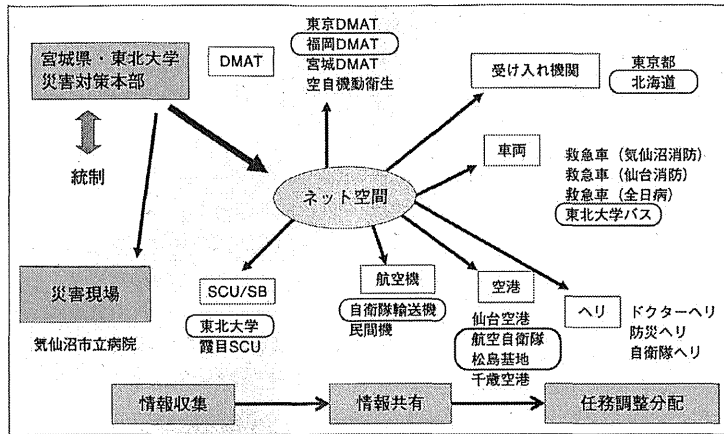 宮城県・東北大学
災害対策本部
DMAT
東京DMAT
福岡DMAT
宮城DMAT
空自機動衛生
受け入れ機関
東京都
北海道
統制
ネット空間
車両
救急車（気仙沼消防）
救急車（仙台消防）
救急車（全日病）
東北大学バス
災害現場
気仙沼市立病院
SCU/SB
東北大学
霞目SCU
航空機
自衛隊輸送機
民間機
空港
仙台空港
航空自衛隊
松島基地
千歳空港
ヘリ
ドクターヘリ
防災ヘリ
自衛隊ヘリ
情報収集
情報共有
任務調整分配